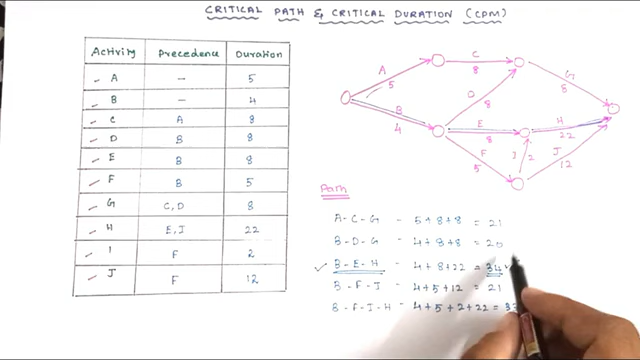 CRITICAL PATH & CRITICAL DURATION (CPM)
Activity Precedence Duration
A - 5
B - 4
C A 8
D B 8
E B 8
F B 5
G C, D 8
H E, I 22
I F 2
J F 12
A
5
C
8
G
8
B
4
D
8
E
8
H
22
F
5
I
2
J
12
Path
A-C-G - 5+8+8 = 21
B-D-G - 4+8+8 = 20
B-E-H - 4+8+22 = 34
B-F-J - 4+5+12 = 21
B-F-I-H - 4+5+2+22 =